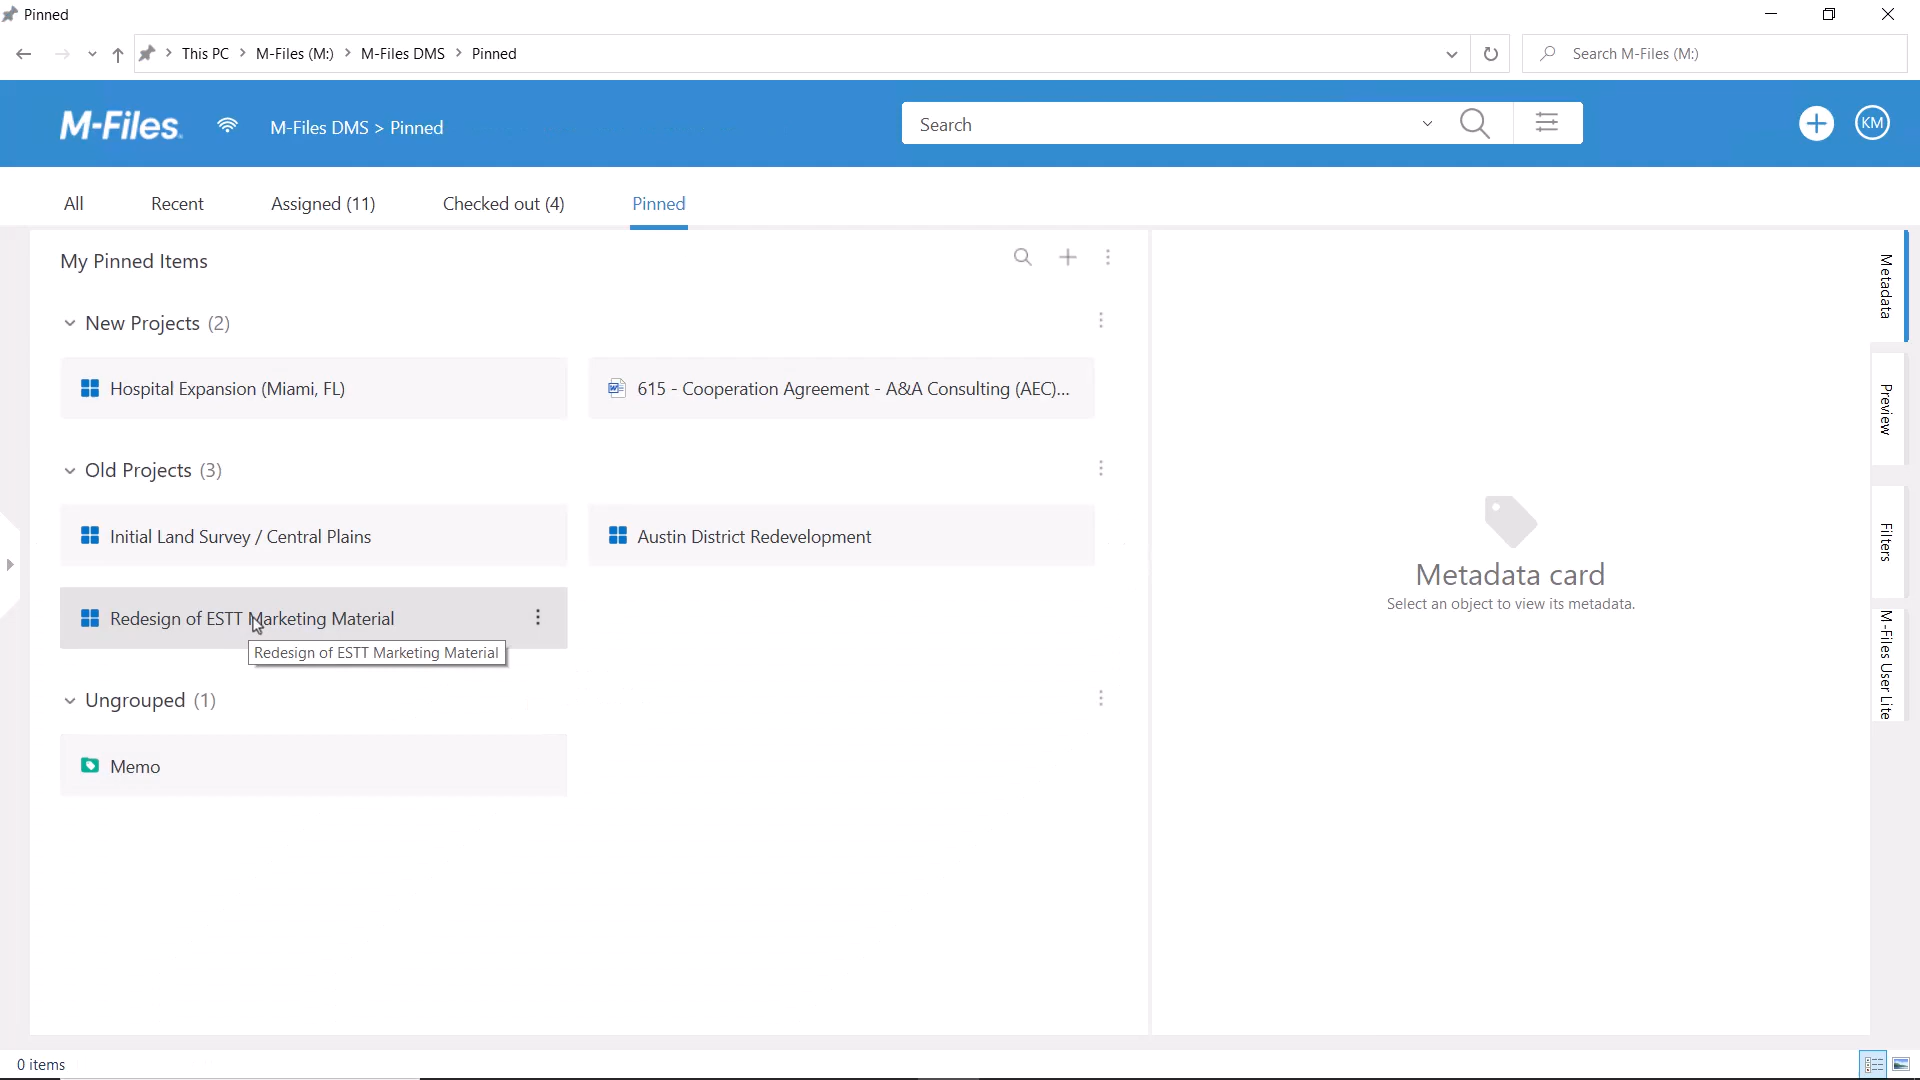 Pinned
This PC > M-Files (M:) > M-Files DMS > Pinned
Search M-Files (M:)
M-Files.
M-Files DMS > Pinned
Search
KM
All
Recent
Assigned (11)
Checked out (4)
Pinned
My Pinned Items
New Projects (2)
Hospital Expansion (Miami, FL)
615 - Cooperation Agreement - A&A Consulting (AEC)...
Old Projects (3)
Initial Land Survey / Central Plains
Austin District Redevelopment
Redesign of ESTT Marketing Material
Redesign of ESTT Marketing Material
Ungrouped (1)
Memo
Metadata card
Select an object to view its metadata.
Metadata
Preview
Filters
M-Files User Lite
0 items